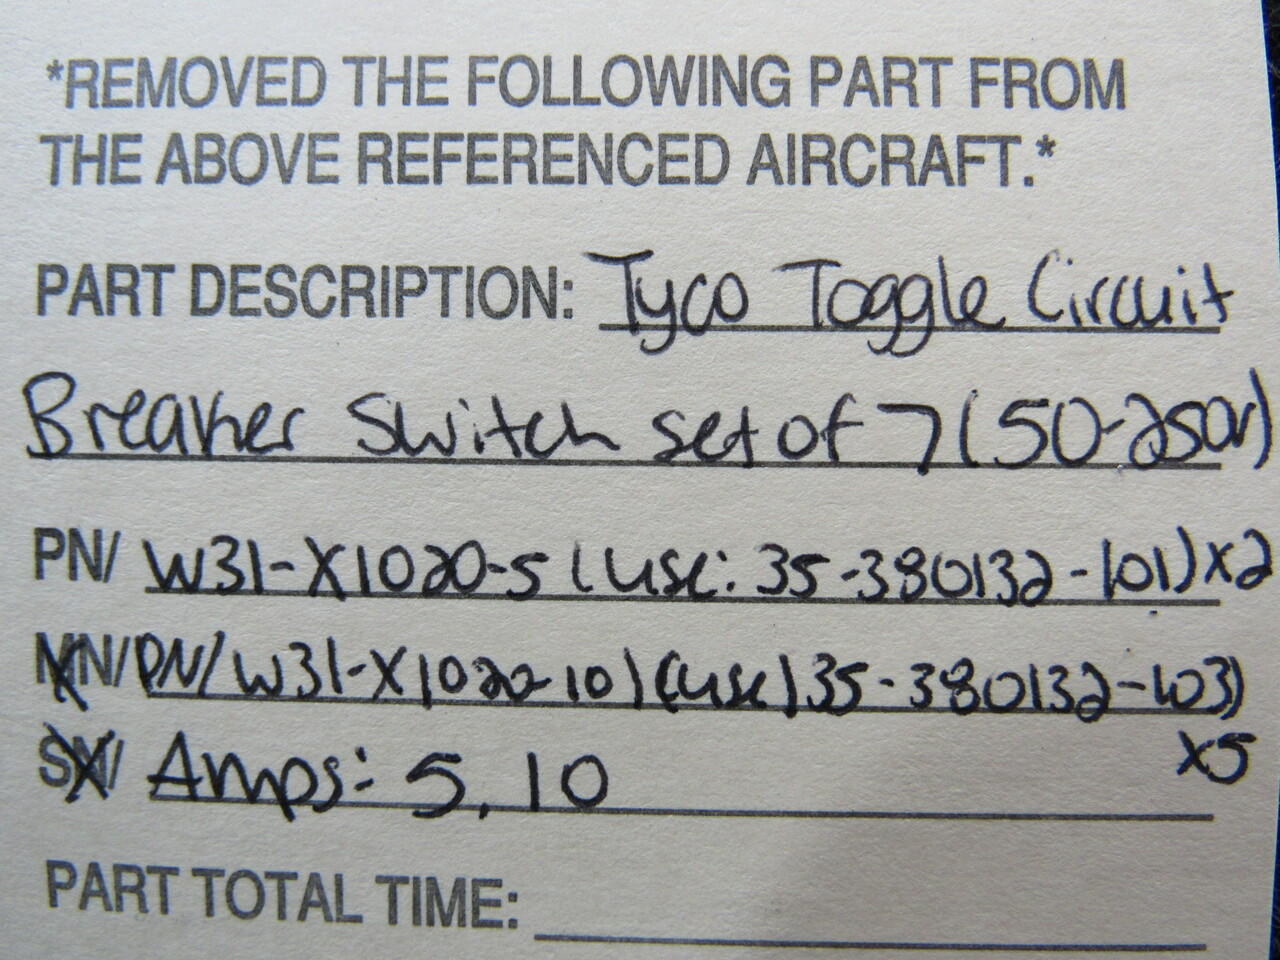 *REMOVED THE FOLLOWING PART FROM
THE ABOVE REFERENCED AIRCRAFT.*
PART DESCRIPTION: Tyco Toggle Circuit
Breaker Switch set of 7 (50-250V)
PN/ W31-X1020-5 (use: 35-380132-101) x2
MN/ PN/ W31-X1020-10) (use) 35-380132-103)
x5
SN/ Amps: 5, 10
PART TOTAL TIME: